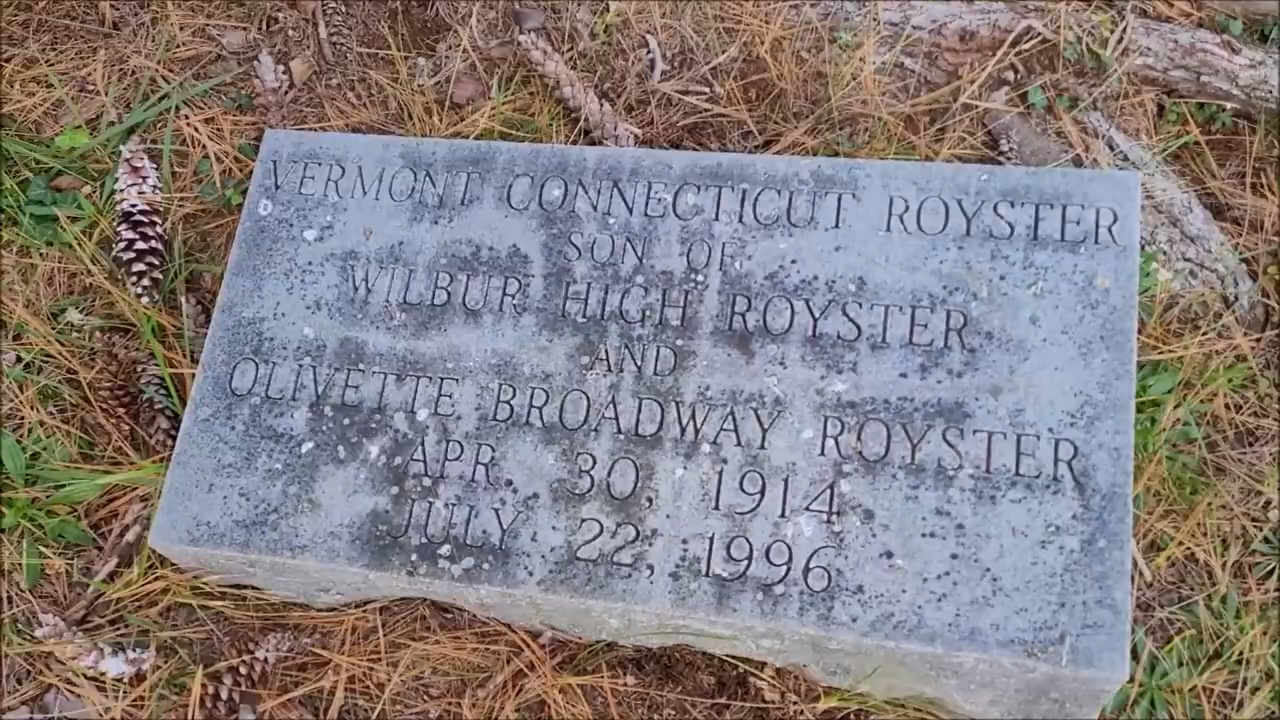 VERMONT CONNECTICUT ROYSTER
SON OF
WILBUR HIGH ROYSTER
AND
OLIVETTE BROADWAY ROYSTER
APR. 30, 1914
JULY 22, 1996